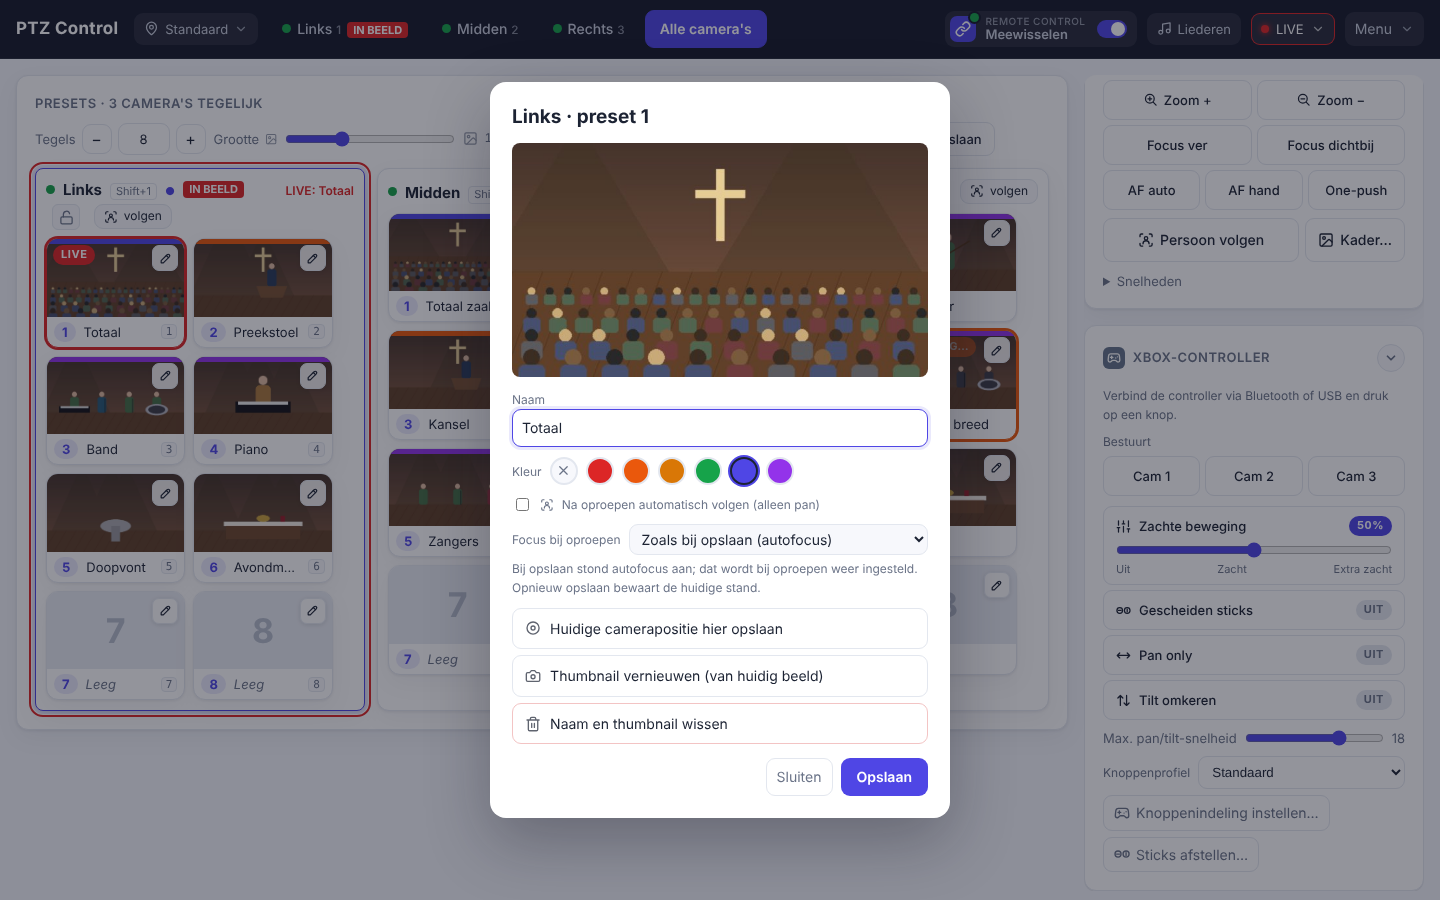 PTZ Control
Standaard
Links 1 IN BEELD
Midden 2
Rechts 3
Alle camera's
REMOTE CONTROL
Meewisselen
Liederen
LIVE
Menu
PRESETS · 3 CAMERA'S TEGELIJK
Tegels − 8 + Grootte
Links Shift+1 IN BEELD LIVE: Totaal
volgen
LIVE
1 Totaal 1
2 Preekstoel 2
3 Band 3
4 Piano 4
5 Doopvont 5
6 Avondm... 6
7
8
7 Leeg 7
8 Leeg 8
Midden
1 Totaal zaal
3 Kansel
5 Zangers
7
7 Leeg
volgen
breed
Links · preset 1
Naam
Totaal
Kleur
Na oproepen automatisch volgen (alleen pan)
Focus bij oproepen Zoals bij opslaan (autofocus)
Bij opslaan stond autofocus aan; dat wordt bij oproepen weer ingesteld.
Opnieuw opslaan bewaart de huidige stand.
Huidige camerapositie hier opslaan
Thumbnail vernieuwen (van huidig beeld)
Naam en thumbnail wissen
Sluiten
Opslaan
Zoom +
Zoom −
Focus ver
Focus dichtbij
AF auto
AF hand
One-push
Persoon volgen
Kader...
Snelheden
XBOX-CONTROLLER
Verbind de controller via Bluetooth of USB en druk
op een knop.
Bestuurt
Cam 1
Cam 2
Cam 3
Zachte beweging 50%
Uit Zacht Extra zacht
Gescheiden sticks UIT
Pan only UIT
Tilt omkeren UIT
Max. pan/tilt-snelheid 18
Knoppenprofiel Standaard
Knoppenindeling instellen...
Sticks afstellen...